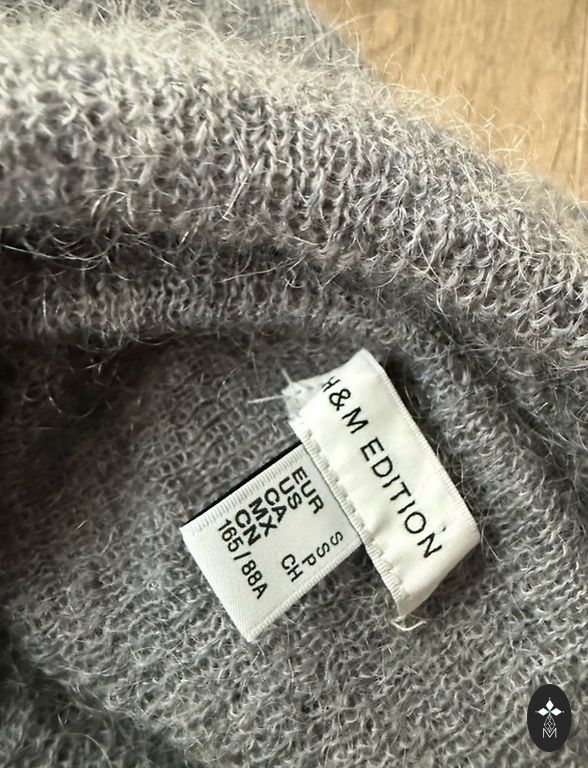 H&M EDITION
EUR S
US S
CA P
MX CH
CN 165/88A
M